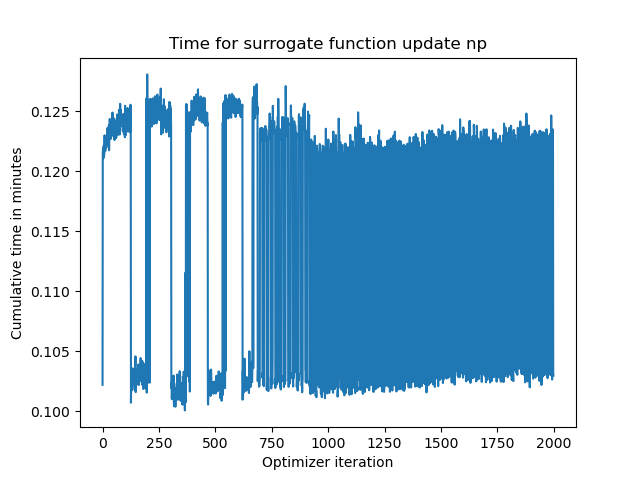 Time for surrogate function update np
Cumulative time in minutes
0.125
0.120
0.115
0.110
0.105
0.100
0 250 500 750 1000 1250 1500 1750 2000
Optimizer iteration